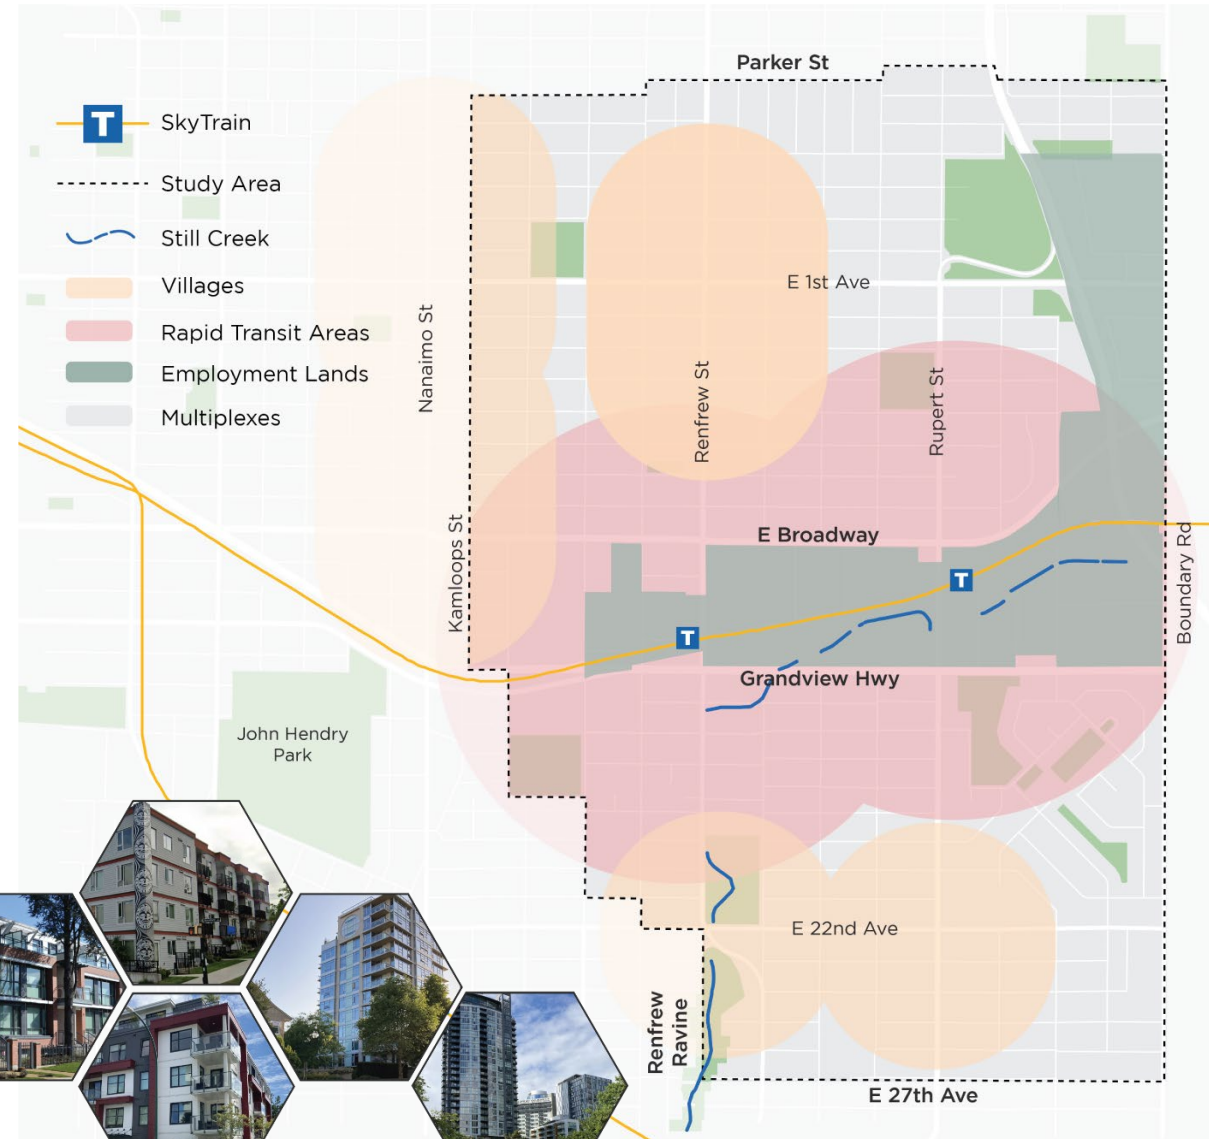 Parker St
T SkyTrain
Study Area
Still Creek
Villages
E 1st Ave
Rapid Transit Areas
Nanaimo St
Renfrew St
Rupert St
Employment Lands
Multiplexes
Kamloops St
E Broadway
Boundary Rd
T
T
Grandview Hwy
John Hendry
Park
E 22nd Ave
Renfrew
Ravine
E 27th Ave